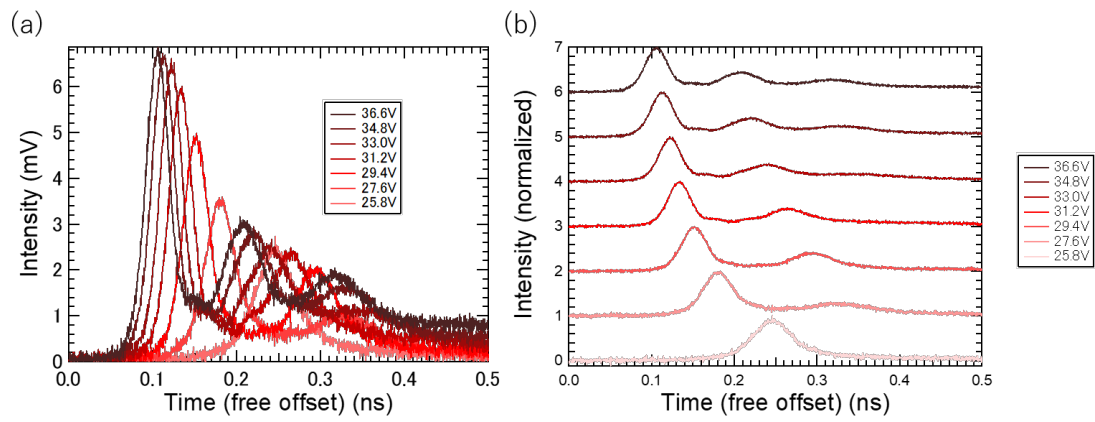 (a)
6
5
4
3
2
1
0
Intensity (mV)
36.6V
34.8V
33.0V
31.2V
29.4V
27.6V
25.8V
0.0 0.1 0.2 0.3 0.4 0.5
Time (free offset) (ns)
(b)
7
6
5
4
3
2
1
0
Intensity (normalized)
0.0 0.1 0.2 0.3 0.4 0.5
Time (free offset) (ns)
36.6V
34.8V
33.0V
31.2V
29.4V
27.6V
25.8V